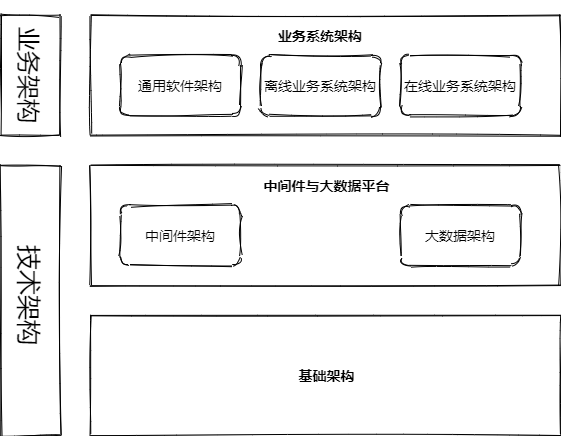 业务架构
业务系统架构
通用软件架构
离线业务系统架构
在线业务系统架构
技术架构
中间件与大数据平台
中间件架构
大数据架构
基础架构